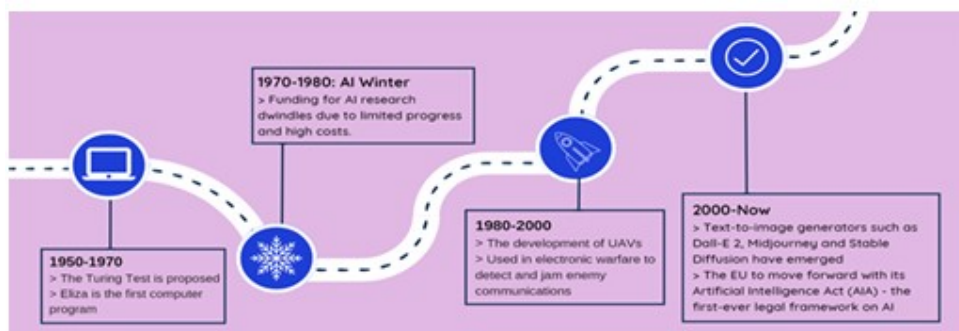 1950-1970
> The Turing Test is proposed
> Eliza is the first computer
program
1970-1980: AI Winter
> Funding for AI research
dwindles due to limited progress
and high costs.
1980-2000
> The development of UAVs
> Used in electronic warfare to
detect and jam enemy
communications
2000-Now
> Text-to-image generators such as
Dall-E 2, Midjourney and Stable
Diffusion have emerged
> The EU to move forward with its
Artificial Intelligence Act (AIA) - the
first-ever legal framework on AI